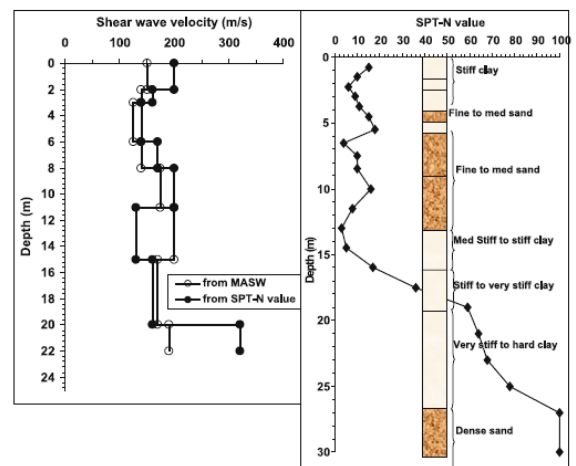 Shear wave velocity (m/s)
0 100 200 300 400
0
2
4
6
8
10
12
14
16
18
20
22
24
Depth (m)
from MASW
from SPT-N value
SPT-N value
0 10 20 30 40 50 60 70 80 90 100
0
5
10
15
20
25
30
Depth (m)
Stiff clay
Fine to med sand
Fine to med sand
Med Stiff to stiff clay
Stiff to very stiff clay
Very stiff to hard clay
Dense sand